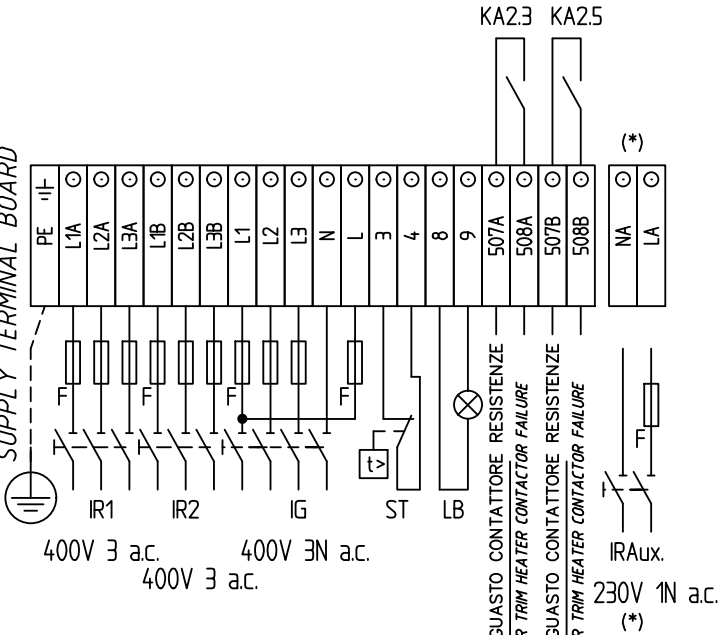 KA2.3 KA2.5
(*)
SUPPLY TERMINAL BOARD
PE L1A L2A L3A L1B L2B L3B L1 L2 L3 N L 3 4 8 9 507A 508A 507B 508B NA LA
F F F F F
t>
IR1 IR2 IG ST LB IRAux.
400V 3 a.c. 400V 3N a.c.
400V 3 a.c.
230V 1N a.c.
(*)
GUASTO CONTATTORE RESISTENZE
TRIM HEATER CONTACTOR FAILURE
GUASTO CONTATTORE RESISTENZE
TRIM HEATER CONTACTOR FAILURE